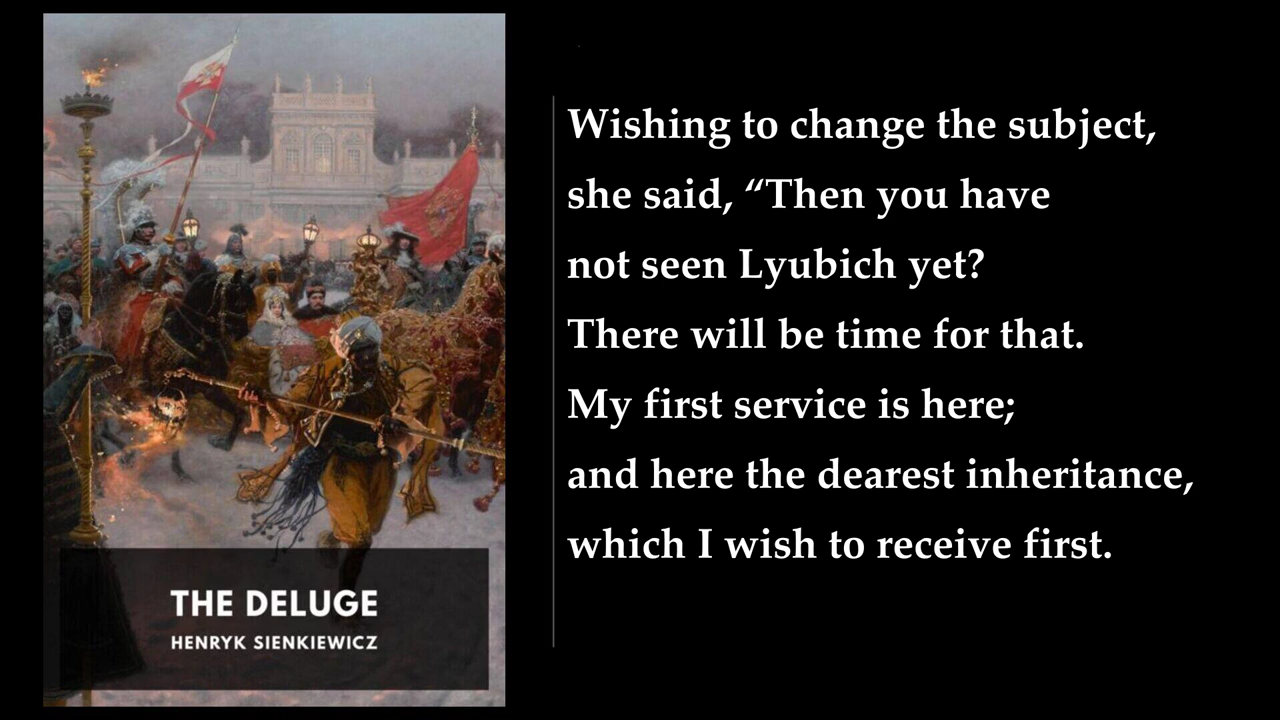 THE DELUGE
HENRYK SIENKIEWICZ
Wishing to change the subject,
she said, “Then you have
not seen Lyubich yet?
There will be time for that.
My first service is here;
and here the dearest inheritance,
which I wish to receive first.